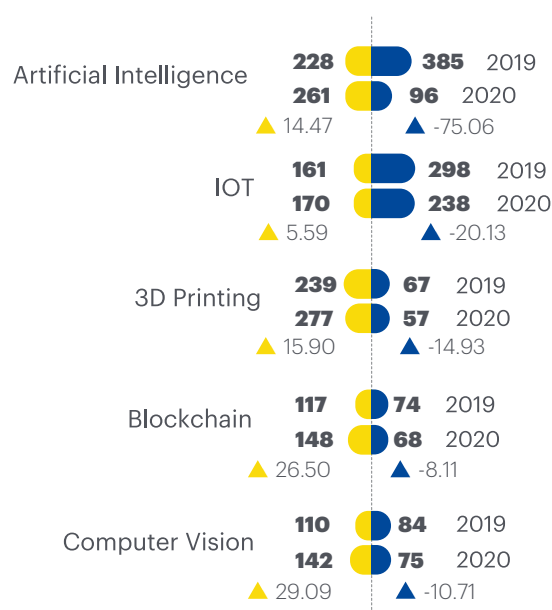 228 385 2019
Artificial Intelligence
261 96 2020
14.47 -75.06
161 298 2019
IOT
170 238 2020
5.59 -20.13
239 67 2019
3D Printing
277 57 2020
15.90 -14.93
117 74 2019
Blockchain
148 68 2020
26.50 -8.11
110 84 2019
Computer Vision
142 75 2020
29.09 -10.71